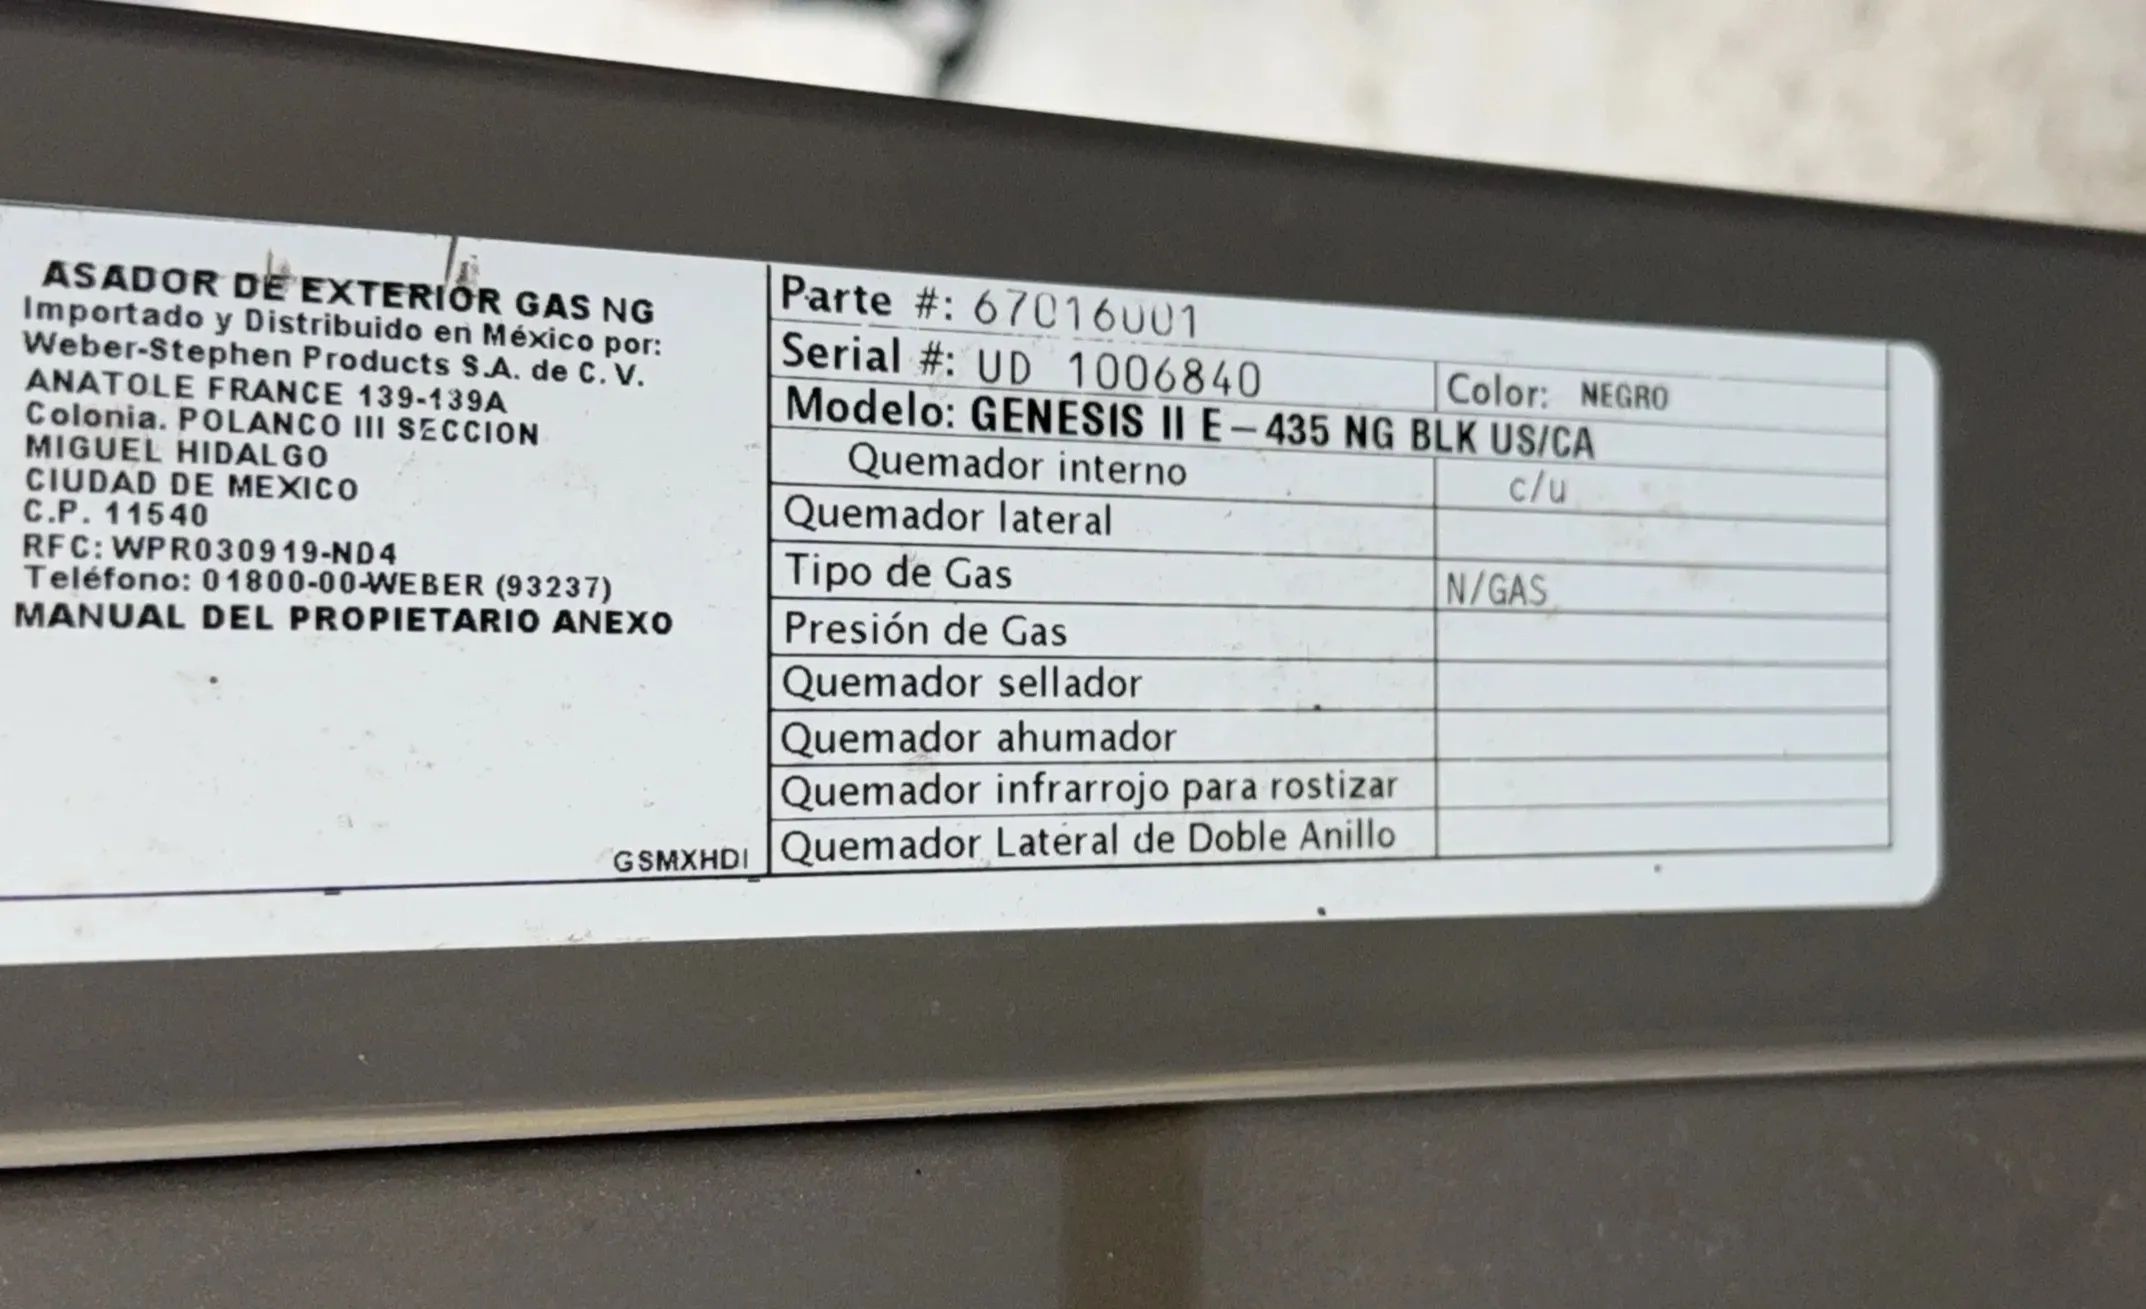 ASADOR DE EXTERIOR GAS NG
Importado y Distribuido en México por:
Weber-Stephen Products S.A. de C.V.
ANATOLE FRANCE 139-139A
Colonia. POLANCO III SECCION
MIGUEL HIDALGO
CIUDAD DE MEXICO
C.P. 11540
RFC: WPR030919-ND4
Teléfono: 01800-00-WEBER (93237)
MANUAL DEL PROPIETARIO ANEXO
GSMXHDI
Parte #: 67016001
Serial #: UD 1006840 Color: NEGRO
Modelo: GENESIS II E-435 NG BLK US/CA
Quemador interno c/u
Quemador lateral
Tipo de Gas N/GAS
Presión de Gas
Quemador sellador
Quemador ahumador
Quemador infrarrojo para rostizar
Quemador Lateral de Doble Anillo